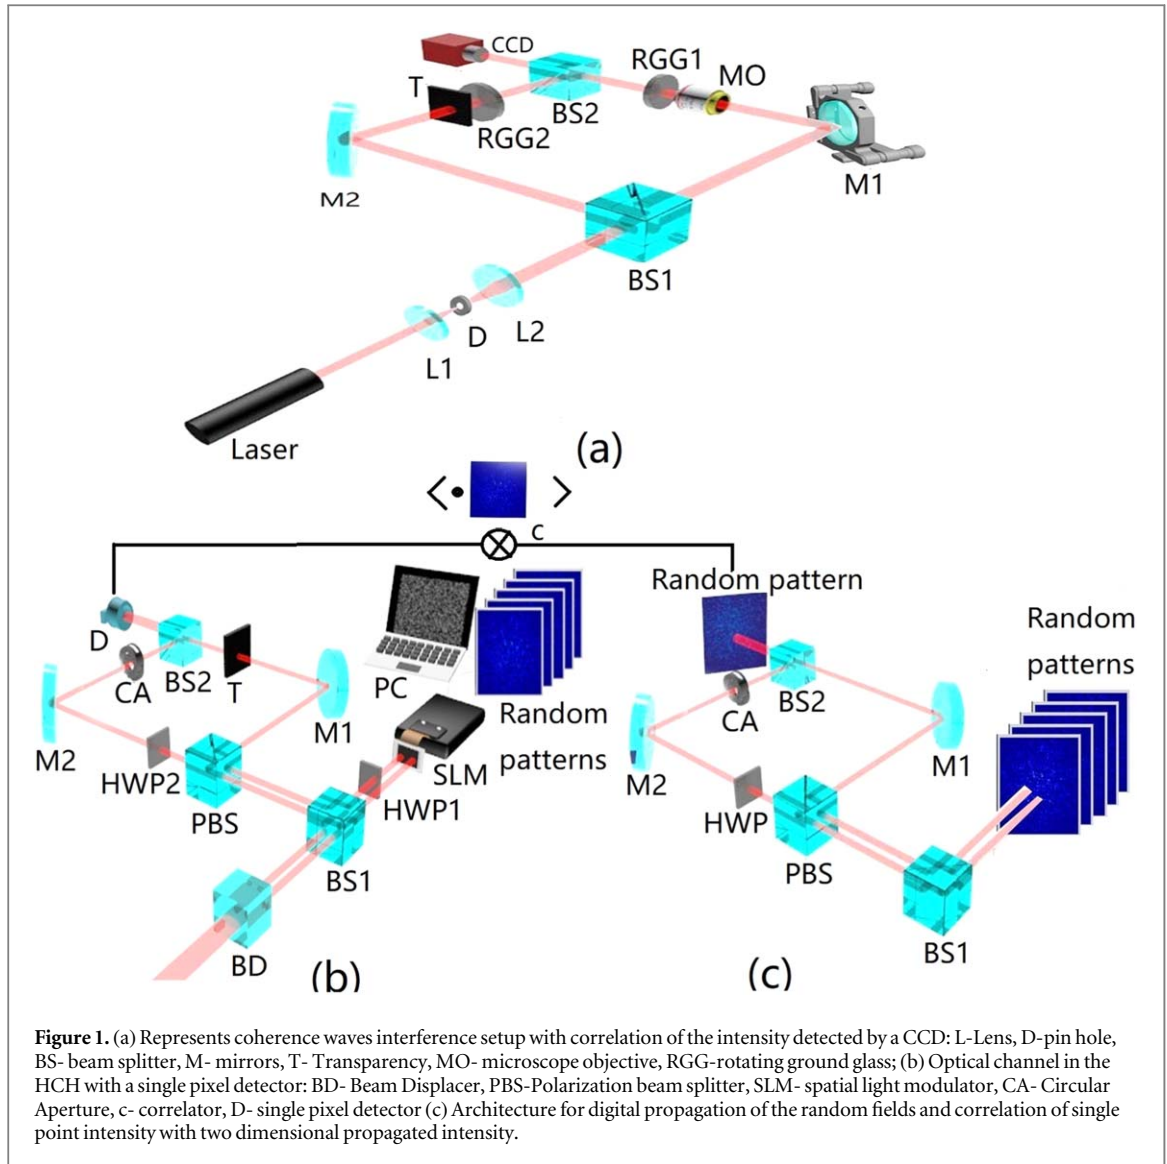 CCD
RGG1
MO
T
BS2
RGG2
M1
M2
BS1
D
L2
L1
Laser
(a)
< • >
c
Random pattern
Random
patterns
D
CA
BS2
T
PC
M1
Random
patterns
M2
HWP2
SLM
HWP1
PBS
BS1
BD
(b)
CA
BS2
M2
M1
HWP
PBS
BS1
(c)
Figure 1. (a) Represents coherence waves interference setup with correlation of the intensity detected by a CCD: L-Lens, D-pin hole,
BS- beam splitter, M- mirrors, T- Transparency, MO- microscope objective, RGG-rotating ground glass; (b) Optical channel in the
HCH with a single pixel detector: BD- Beam Displacer, PBS-Polarization beam splitter, SLM- spatial light modulator, CA- Circular
Aperture, c- correlator, D- single pixel detector (c) Architecture for digital propagation of the random fields and correlation of single
point intensity with two dimensional propagated intensity.